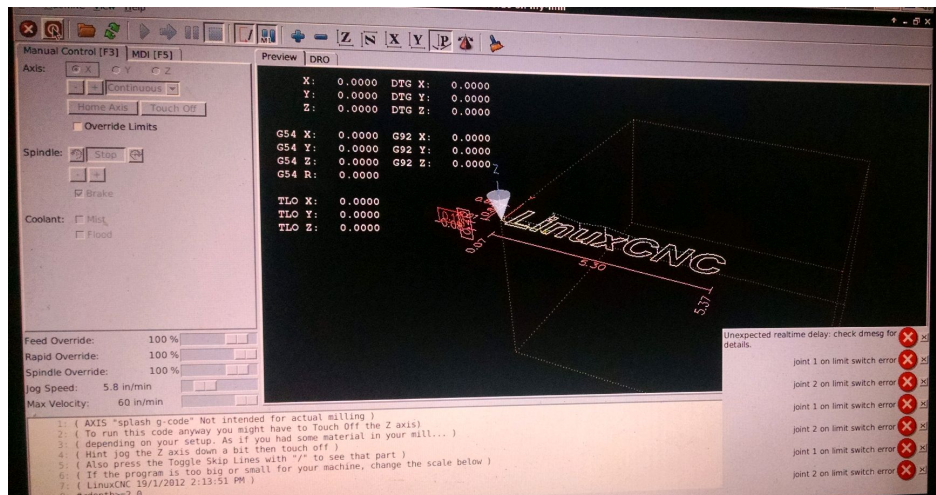 Manual Control [F3] MDI [F5]
Preview DRO
Axis: X Y Z
- + Continuous
Home Axis Touch Off
Override Limits
Spindle: Stop
- +
Brake
Coolant: Mist
Flood
X: 0.0000 DTG X: 0.0000
Y: 0.0000 DTG Y: 0.0000
Z: 0.0000 DTG Z: 0.0000
G54 X: 0.0000 G92 X: 0.0000
G54 Y: 0.0000 G92 Y: 0.0000
G54 Z: 0.0000 G92 Z: 0.0000
G54 R: 0.0000
TLO X: 0.0000
TLO Y: 0.0000
TLO Z: 0.0000
Z
LinuxCNC
0.07
5.30
5.37
Feed Override: 100 %
Rapid Override: 100 %
Spindle Override: 100 %
Jog Speed: 5.8 in/min
Max Velocity: 60 in/min
Unexpected realtime delay: check dmesg for
details.
joint 1 on limit switch error
joint 2 on limit switch error
joint 1 on limit switch error
joint 2 on limit switch error
joint 1 on limit switch error
joint 2 on limit switch error
1: ( AXIS "splash g-code" Not intended for actual milling )
2: ( To run this code anyway you might have to Touch Off the Z axis)
3: ( depending on your setup. As if you had some material in your mill... )
4: ( Hint jog the Z axis down a bit then touch off )
5: ( Also press the Toggle Skip Lines with "/" to see that part )
6: ( If the program is too big or small for your machine, change the scale below )
7: ( LinuxCNC 19/1/2012 2:13:51 PM )